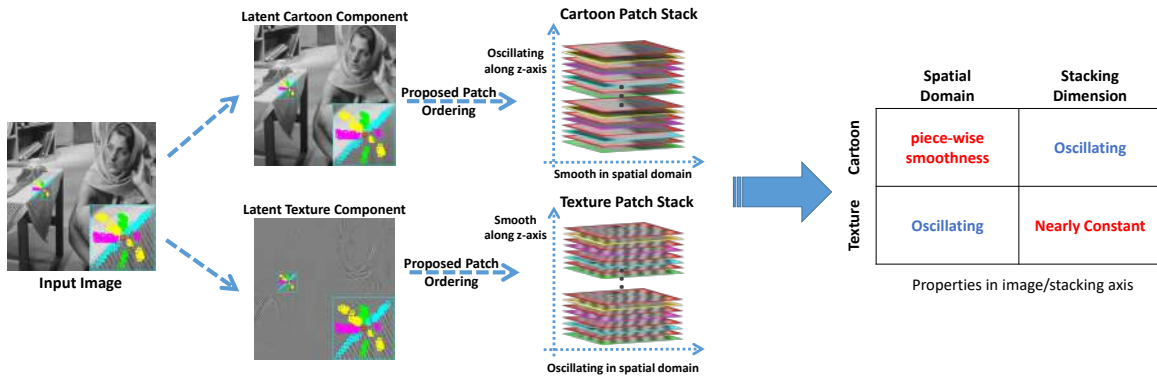 Input Image
Latent Cartoon Component
Proposed Patch
Ordering
Cartoon Patch Stack
Oscillating
along z-axis
Smooth in spatial domain
Latent Texture Component
Proposed Patch
Ordering
Texture Patch Stack
Smooth
along z-axis
Oscillating in spatial domain
Spatial
Domain
Stacking
Dimension
Cartoon
piece-wise
smoothness
Oscillating
Texture
Oscillating
Nearly Constant
Properties in image/stacking axis